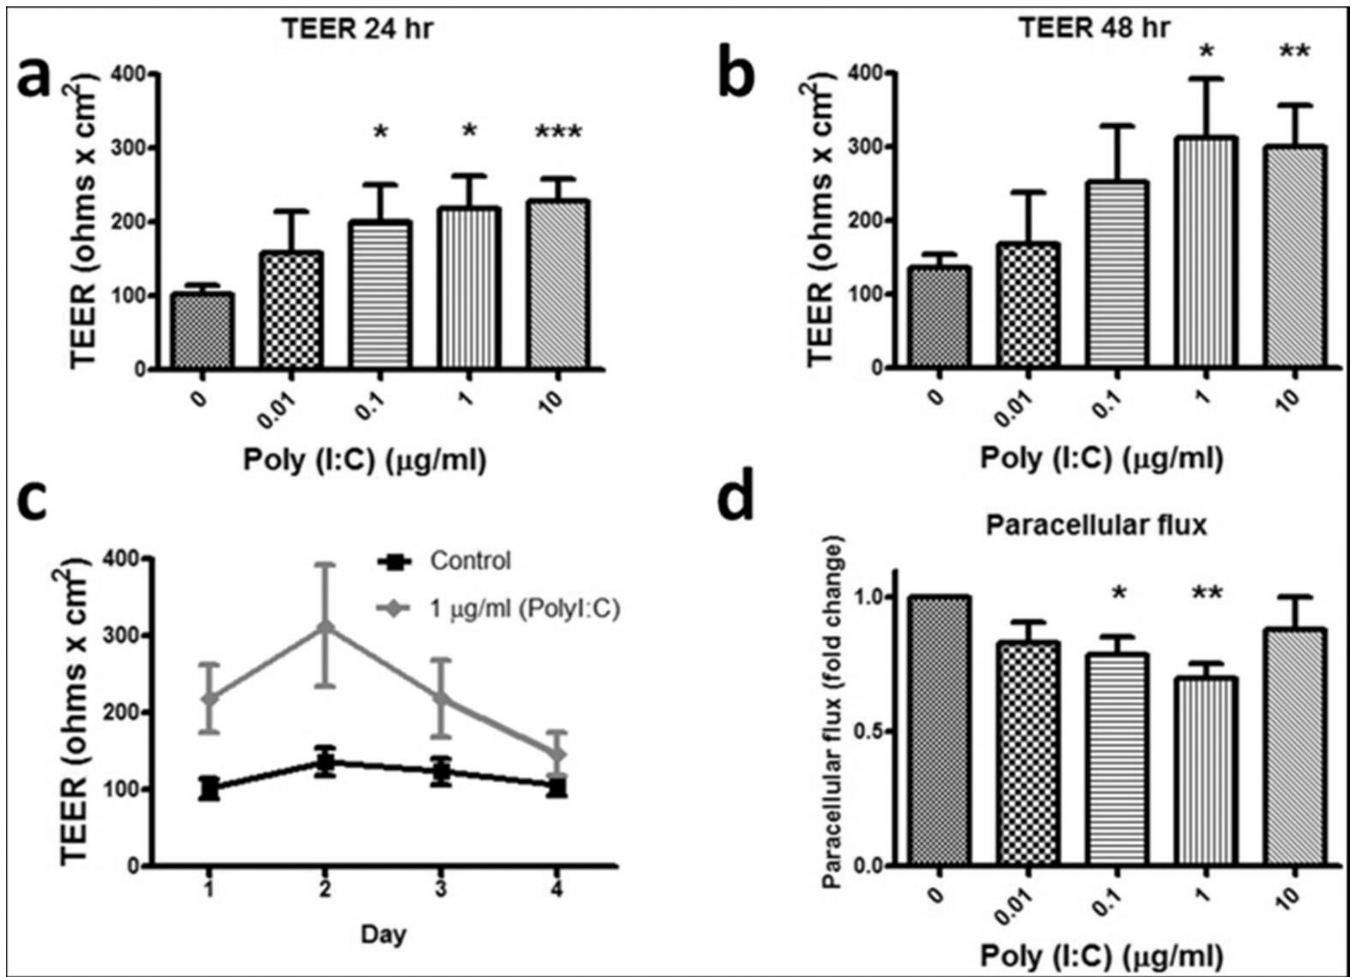 a
TEER 24 hr
TEER (ohms x cm2)
400
300
200
100
0
* * ***
0 0.01 0.1 1 10
Poly (I:C) (μg/ml)
b
TEER 48 hr
TEER (ohms x cm2)
400
300
200
100
0
* **
0 0.01 0.1 1 10
Poly (I:C) (μg/ml)
c
TEER (ohms x cm2)
400
300
200
100
0
Control
1 μg/ml (PolyI:C)
1 2 3 4
Day
d
Paracellular flux
Paracellular flux (fold change)
1.0
0.5
0.0
* **
0 0.01 0.1 1 10
Poly (I:C) (μg/ml)